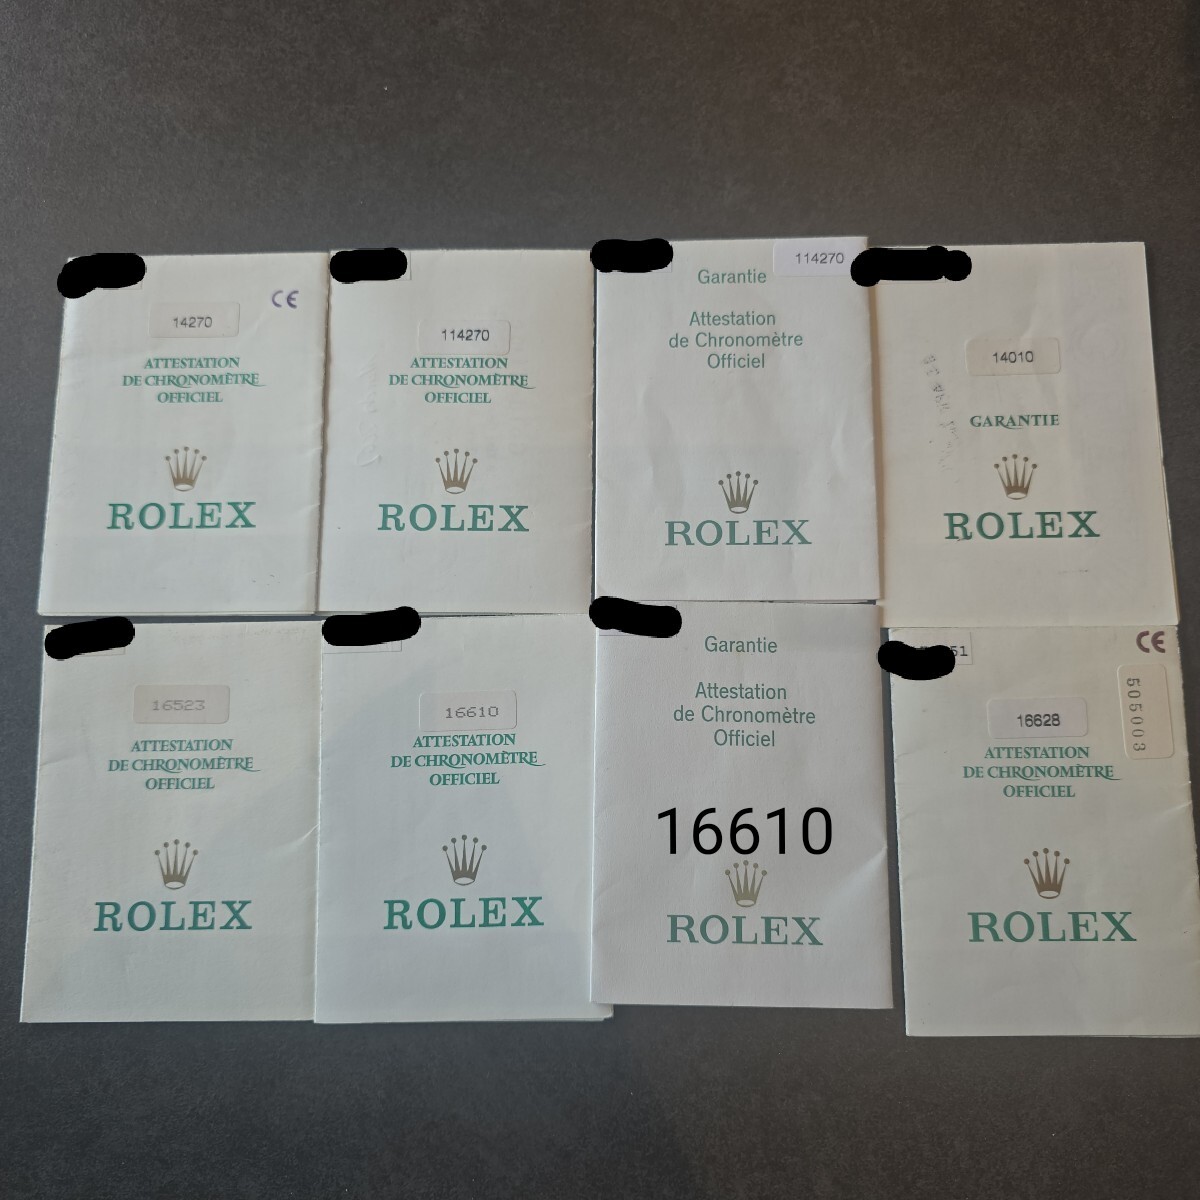 14270
CE
ATTESTATION
DE CHRONOMÈTRE
OFFICIEL
ROLEX
114270
ATTESTATION
DE CHRONOMÈTRE
OFFICIEL
ROLEX
114270
Garantie
Attestation
de Chronomètre
Officiel
ROLEX
14010
GARANTIE
ROLEX
16523
ATTESTATION
DE CHRONOMÈTRE
OFFICIEL
ROLEX
16610
ATTESTATION
DE CHRONOMÈTRE
OFFICIEL
ROLEX
Garantie
Attestation
de Chronomètre
Officiel
16610
ROLEX
51
CE
505003
16628
ATTESTATION
DE CHRONOMÈTRE
OFFICIEL
ROLEX